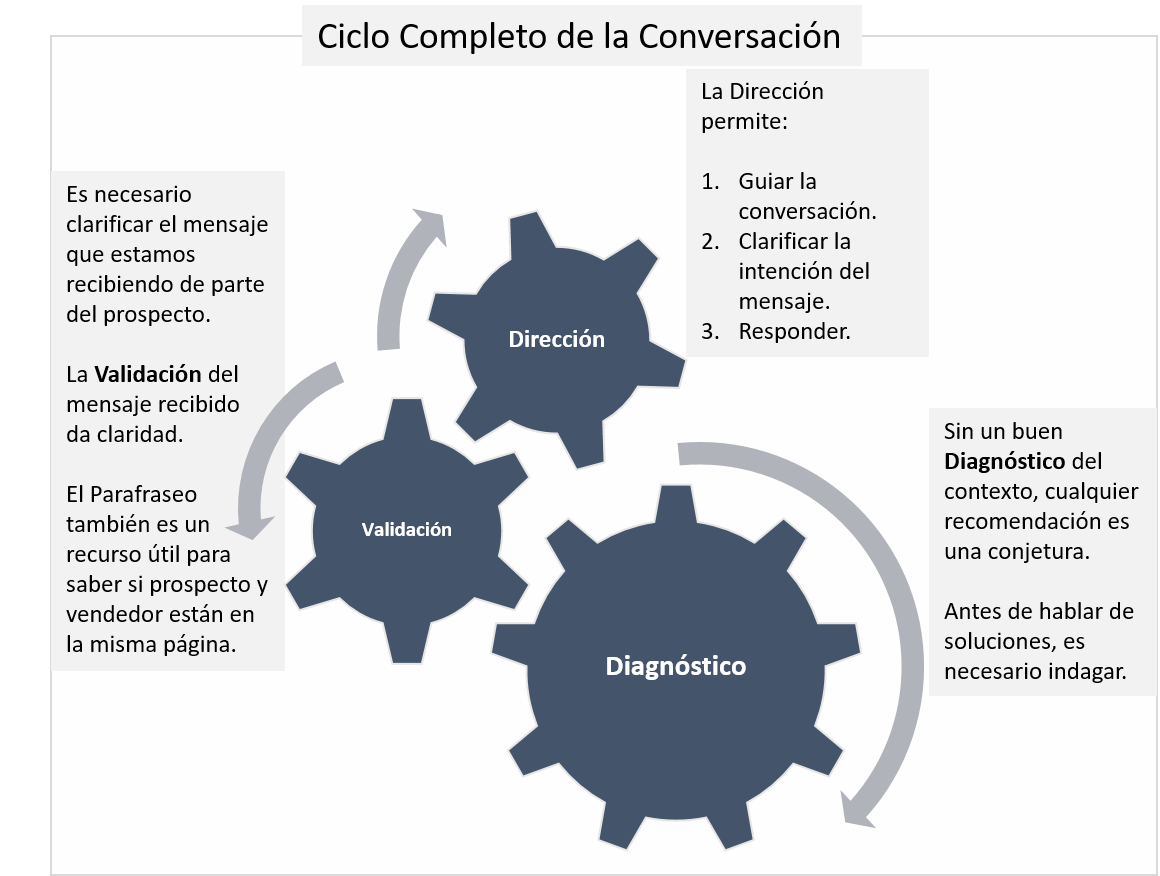 Ciclo Completo de la Conversación
La Dirección
permite:
1. Guiar la
conversación.
2. Clarificar la
intención del
mensaje.
3. Responder.
Es necesario
clarificar el mensaje
que estamos
recibiendo de parte
del prospecto.
La Validación del
mensaje recibido
da claridad.
El Parafraseo
también es un
recurso útil para
saber si prospecto y
vendedor están en
la misma página.
Dirección
Validación
Diagnóstico
Sin un buen
Diagnóstico del
contexto, cualquier
recomendación es
una conjetura.
Antes de hablar de
soluciones, es
necesario indagar.